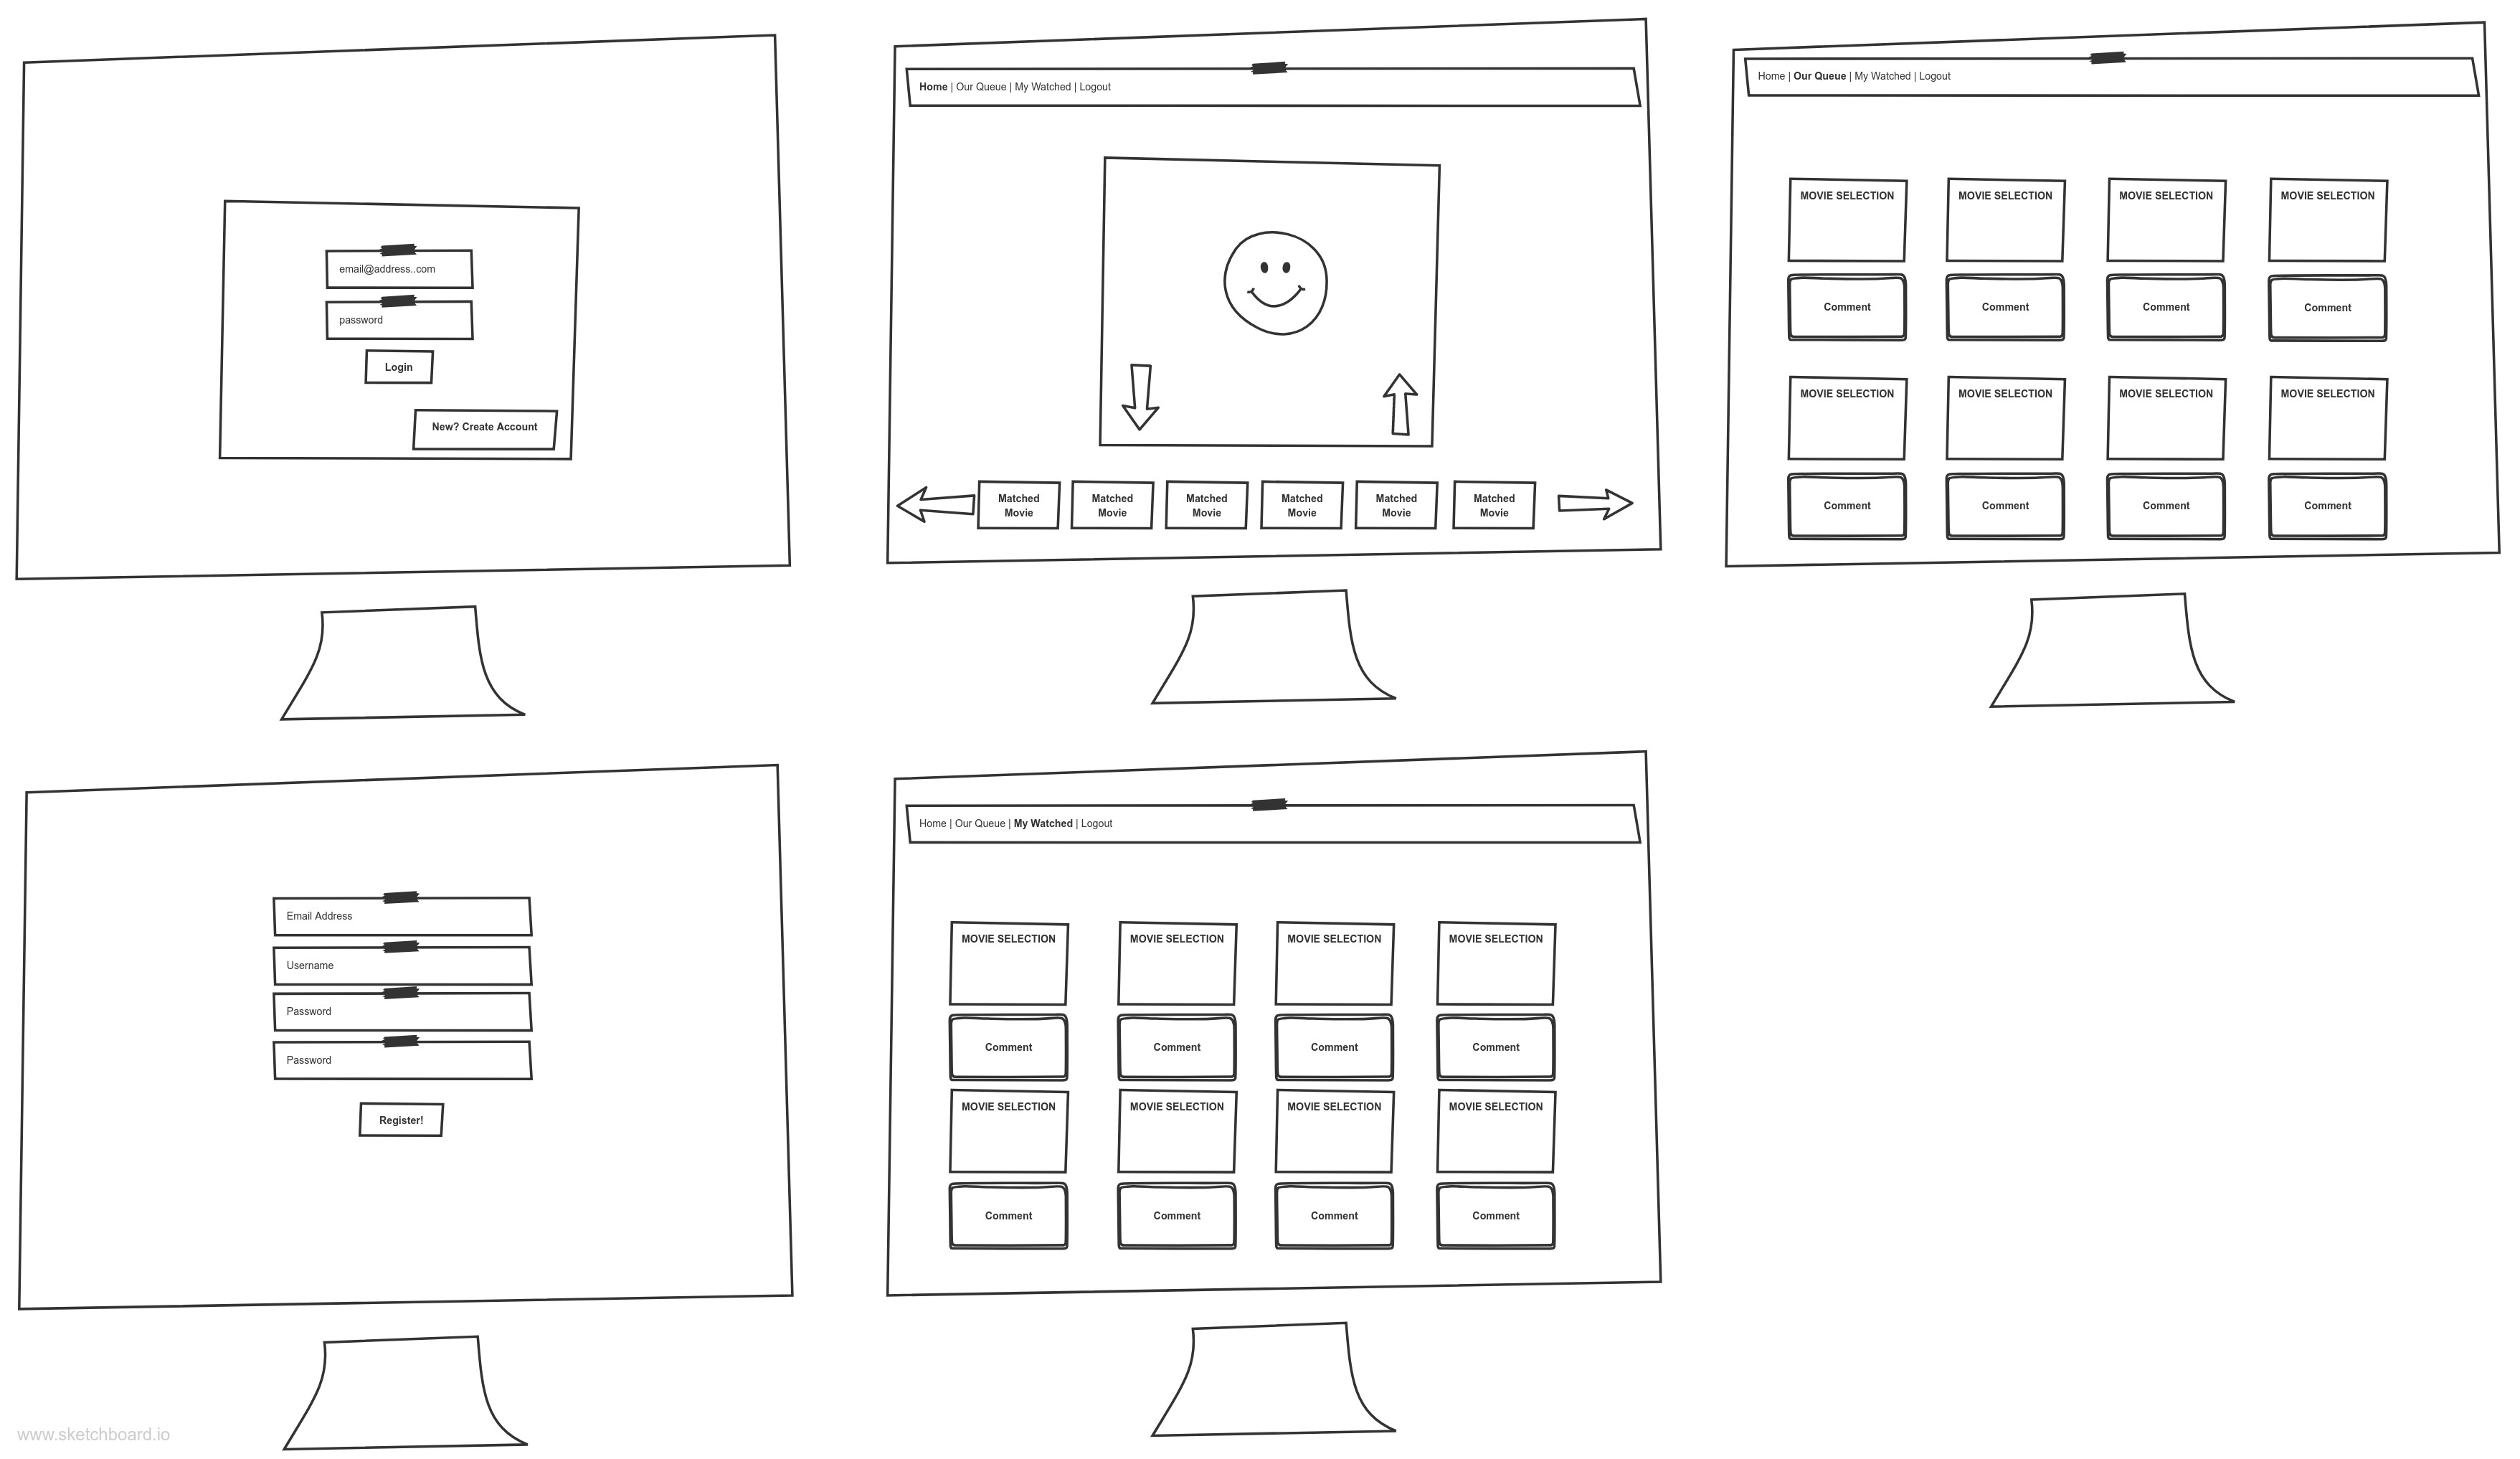 email@address..com
password
Login
New? Create Account
Home | Our Queue | My Watched | Logout
Matched Movie
Matched Movie
Matched Movie
Matched Movie
Matched Movie
Matched Movie
Home | Our Queue | My Watched | Logout
MOVIE SELECTION MOVIE SELECTION MOVIE SELECTION MOVIE SELECTION
Comment Comment Comment Comment
MOVIE SELECTION MOVIE SELECTION MOVIE SELECTION MOVIE SELECTION
Comment Comment Comment Comment
Email Address
Username
Password
Password
Register!
Home | Our Queue | My Watched | Logout
MOVIE SELECTION MOVIE SELECTION MOVIE SELECTION MOVIE SELECTION
Comment Comment Comment Comment
MOVIE SELECTION MOVIE SELECTION MOVIE SELECTION MOVIE SELECTION
Comment Comment Comment Comment
www.sketchboard.io